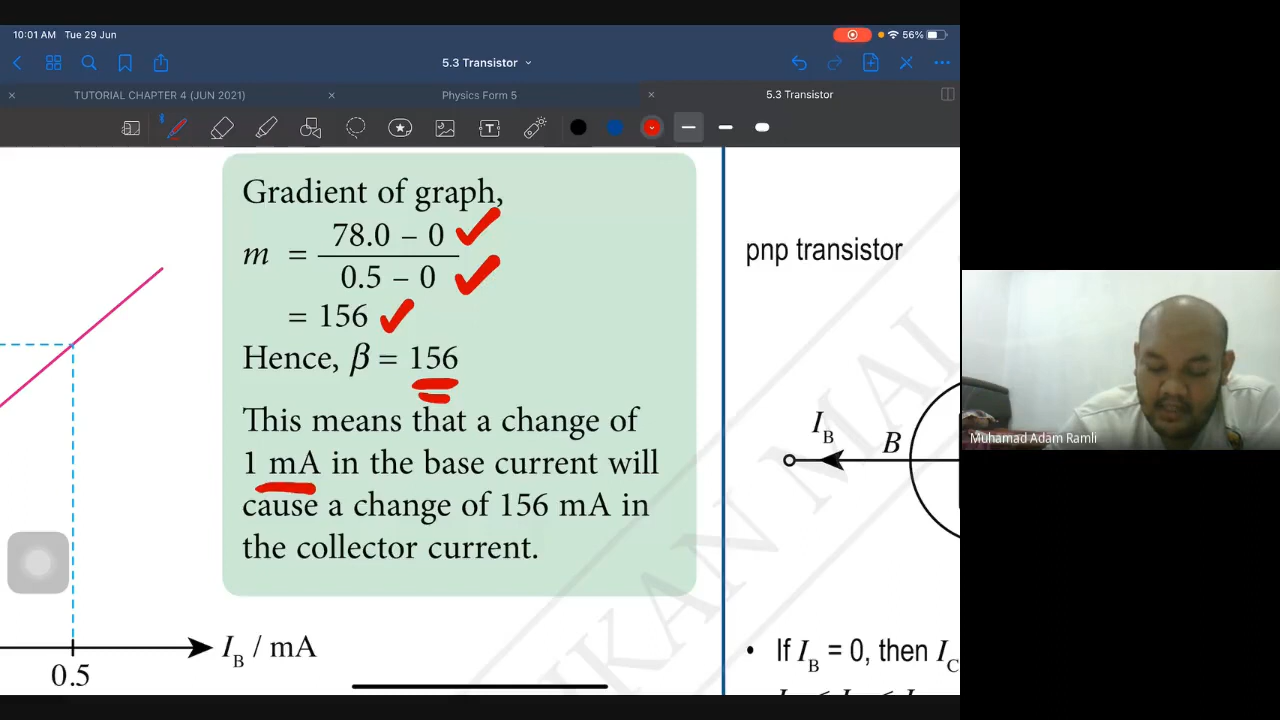 10:01 AM Tue 29 Jun
56%
5.3 Transistor
TUTORIAL CHAPTER 4 (JUN 2021)
Physics Form 5
5.3 Transistor
T
Gradient of graph,
m = 78.0 – 0
0.5 – 0
= 156
Hence, β = 156
This means that a change of
1 mA in the base current will
cause a change of 156 mA in
the collector current.
I_B / mA
0.5
pnp transistor
I_B
B
• If I_B = 0, then I_C
IKAN MAL
Muhamad Adam Ramli